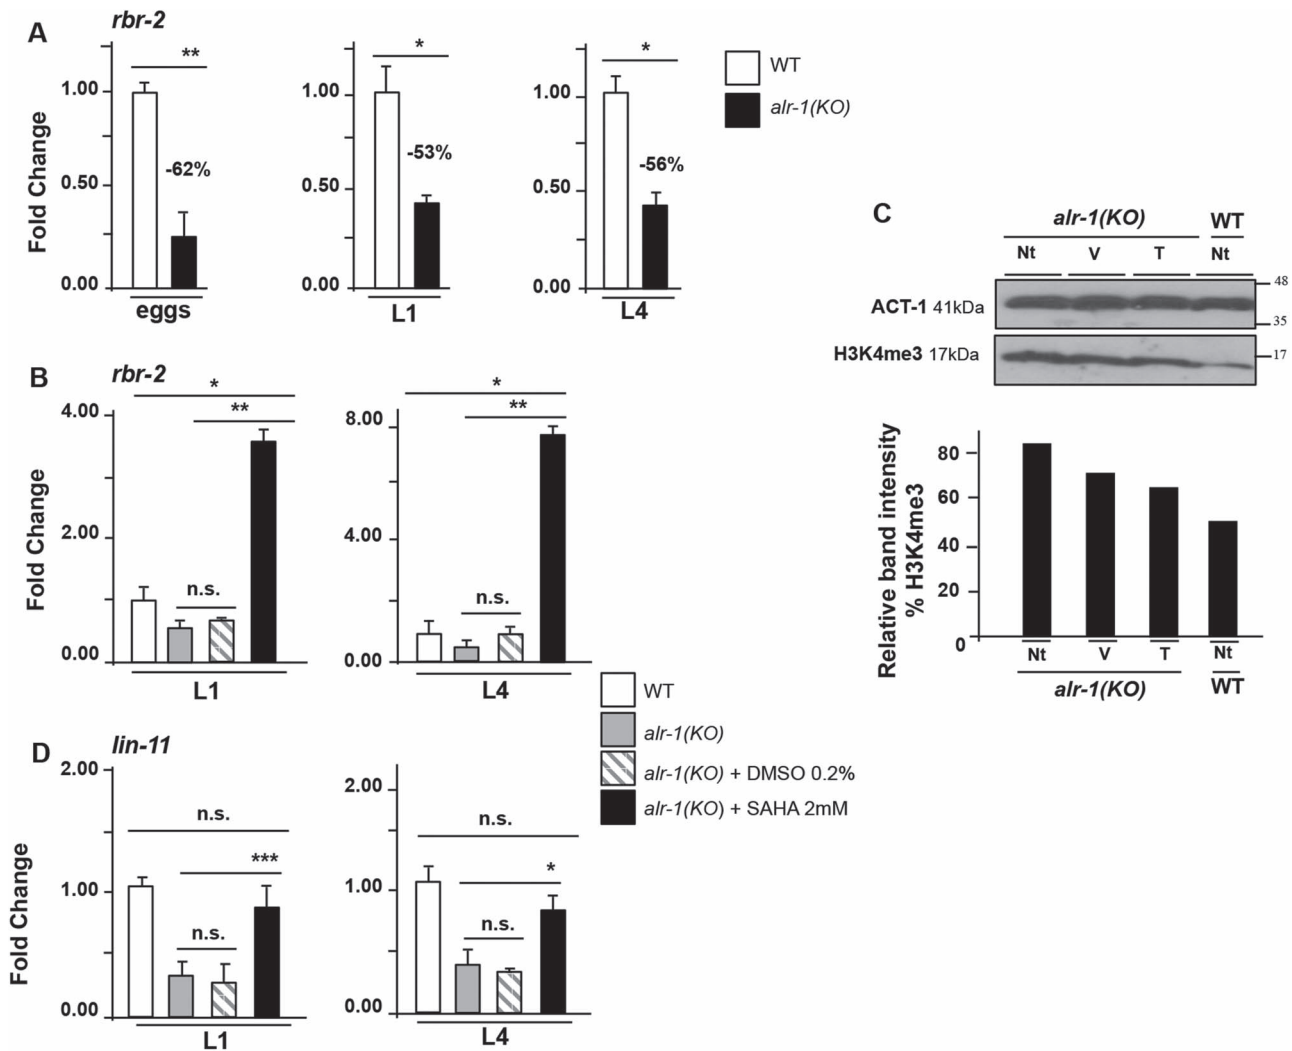 A
rbr-2
Fold Change
1.00
0.50
0.00
**
-62%
eggs
1.00
0.50
0.00
*
-53%
L1
1.00
0.50
0.00
*
-56%
L4
WT
alr-1(KO)
B
rbr-2
Fold Change
4.00
2.00
0.00
*
**
n.s.
L1
8.00
4.00
0.00
*
**
n.s.
L4
WT
alr-1(KO)
alr-1(KO) + DMSO 0.2%
alr-1(KO) + SAHA 2mM
C
alr-1(KO) WT
Nt V T Nt
ACT-1 41kDa
48
35
H3K4me3 17kDa
17
Relative band intensity
% H3K4me3
80
60
40
20
0
Nt V T Nt
alr-1(KO) WT
D
lin-11
Fold Change
2.00
1.00
0.00
n.s.
***
n.s.
L1
2.00
1.00
0.00
n.s.
*
n.s.
L4